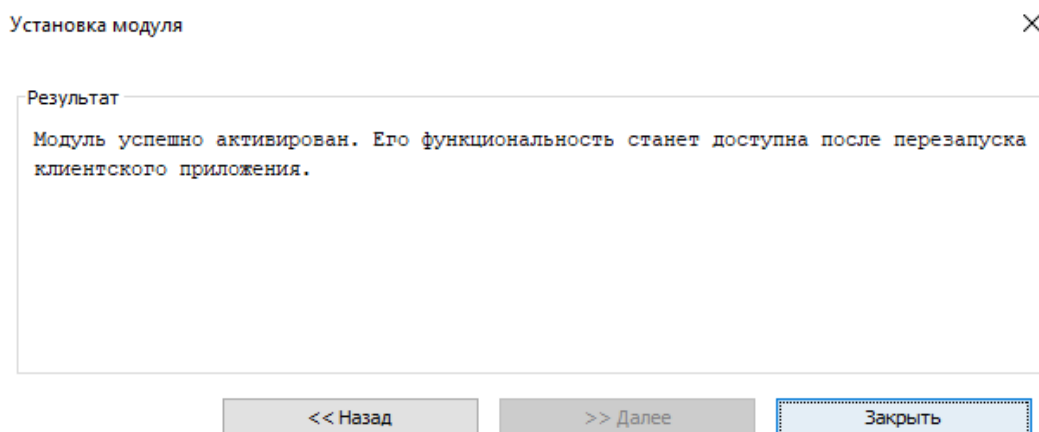 Установка модуля
Результат
Модуль успешно активирован. Его функциональность станет доступна после перезапуска
клиентского приложения.
<< Назад
>> Далее
Закрыть